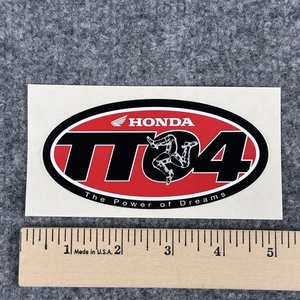 HONDA
TT04
The Power of Dreams
1 Made in U.S.A. 2 3 4 5